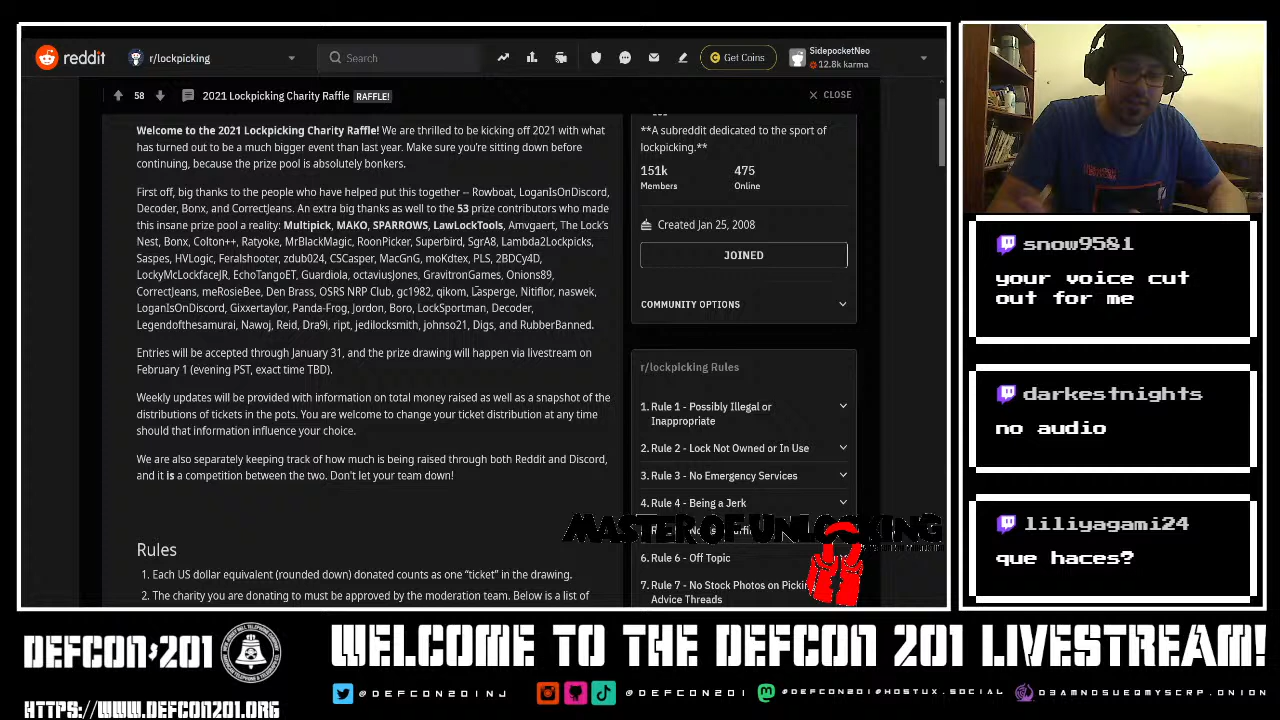 reddit
r/lockpicking
Search
Get Coins
SidepocketNeo
12.8k karma
58
2021 Lockpicking Charity Raffle RAFFLE!
CLOSE
Welcome to the 2021 Lockpicking Charity Raffle! We are thrilled to be kicking off 2021 with what
has turned out to be a much bigger event than last year. Make sure you're sitting down before
continuing, because the prize pool is absolutely bonkers.
First off, big thanks to the people who have helped put this together -- Rowboat, LoganIsOnDiscord,
Decoder, Bonx, and CorrectJeans. An extra big thanks as well to the 53 prize contributors who made
this insane prize pool a reality: Multipick, MAKO, SPARROWS, LawLockTools, Amvgaert, The Lock's
Nest, Bonx, Colton++, Ratyoke, MrBlackMagic, RoonPicker, Superbird, SgrA8, Lambda2Lockpicks,
Saspes, HVLogic, Feralshooter, zdub024, CSCasper, MacGnG, moKdtex, PLS, 2BDCy4D,
LockyMcLockfaceJR, EchoTangoET, Guardiola, octaviusJones, GravitronGames, Onions89,
CorrectJeans, meRosieBee, Den Brass, OSRS NRP Club, gc1982, qikom, Lasperge, Nitiflor, naswek,
LoganIsOnDiscord, Gixxertaylor, Panda-Frog, Jordon, Boro, LockSportman, Decoder,
Legendofthesamurai, Nawoj, Reid, Dra9i, ript, jedilocksmith, johnso21, Digs, and RubberBanned.
Entries will be accepted through January 31, and the prize drawing will happen via livestream on
February 1 (evening PST, exact time TBD).
Weekly updates will be provided with information on total money raised as well as a snapshot of the
distributions of tickets in the pots. You are welcome to change your ticket distribution at any time
should that information influence your choice.
We are also separately keeping track of how much is being raised through both Reddit and Discord,
and it is a competition between the two. Don't let your team down!
Rules
1. Each US dollar equivalent (rounded down) donated counts as one “ticket” in the drawing.
2. The charity you are donating to must be approved by the moderation team. Below is a list of
**A subreddit dedicated to the sport of
lockpicking.**
151k
Members
475
Online
Created Jan 25, 2008
JOINED
COMMUNITY OPTIONS
r/lockpicking Rules
1. Rule 1 - Possibly Illegal or
Inappropriate
2. Rule 2 - Lock Not Owned or In Use
3. Rule 3 - No Emergency Services
4. Rule 4 - Being a Jerk
6. Rule 6 - Off Topic
7. Rule 7 - No Stock Photos on Picking
Advice Threads
MASTER OF UNLOCKING
snow9581
your voice cut
out for me
darkestnights
no audio
liliyagami24
que haces?
DEFCON 201
HTTPS://WWW.DEFCON201.ORG
WELCOME TO THE DEFCON 201 LIVESTREAM!
@DEFCON201NJ
@DEFCON201
@DEFCON201@HOSTUX.SOCIAL
D3AMNOSUEQMYSCRP.ONION